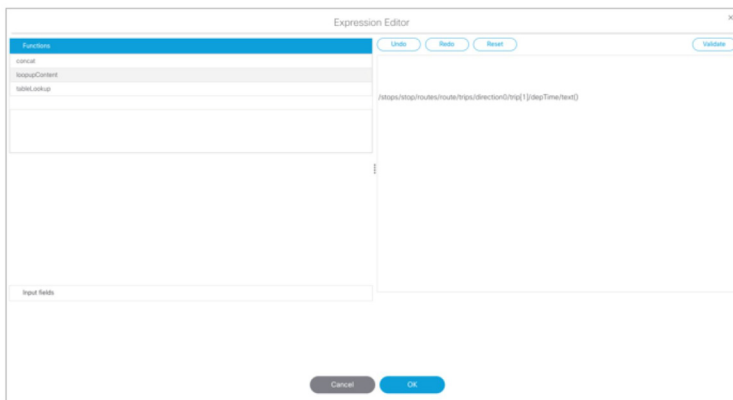 Expression Editor
×
Functions
concat
loopupContent
tableLookup
Input fields
Undo Redo Reset Validate
/stops/stop/routes/route/trips/direction0/trip[1]/depTime/text()
Cancel OK